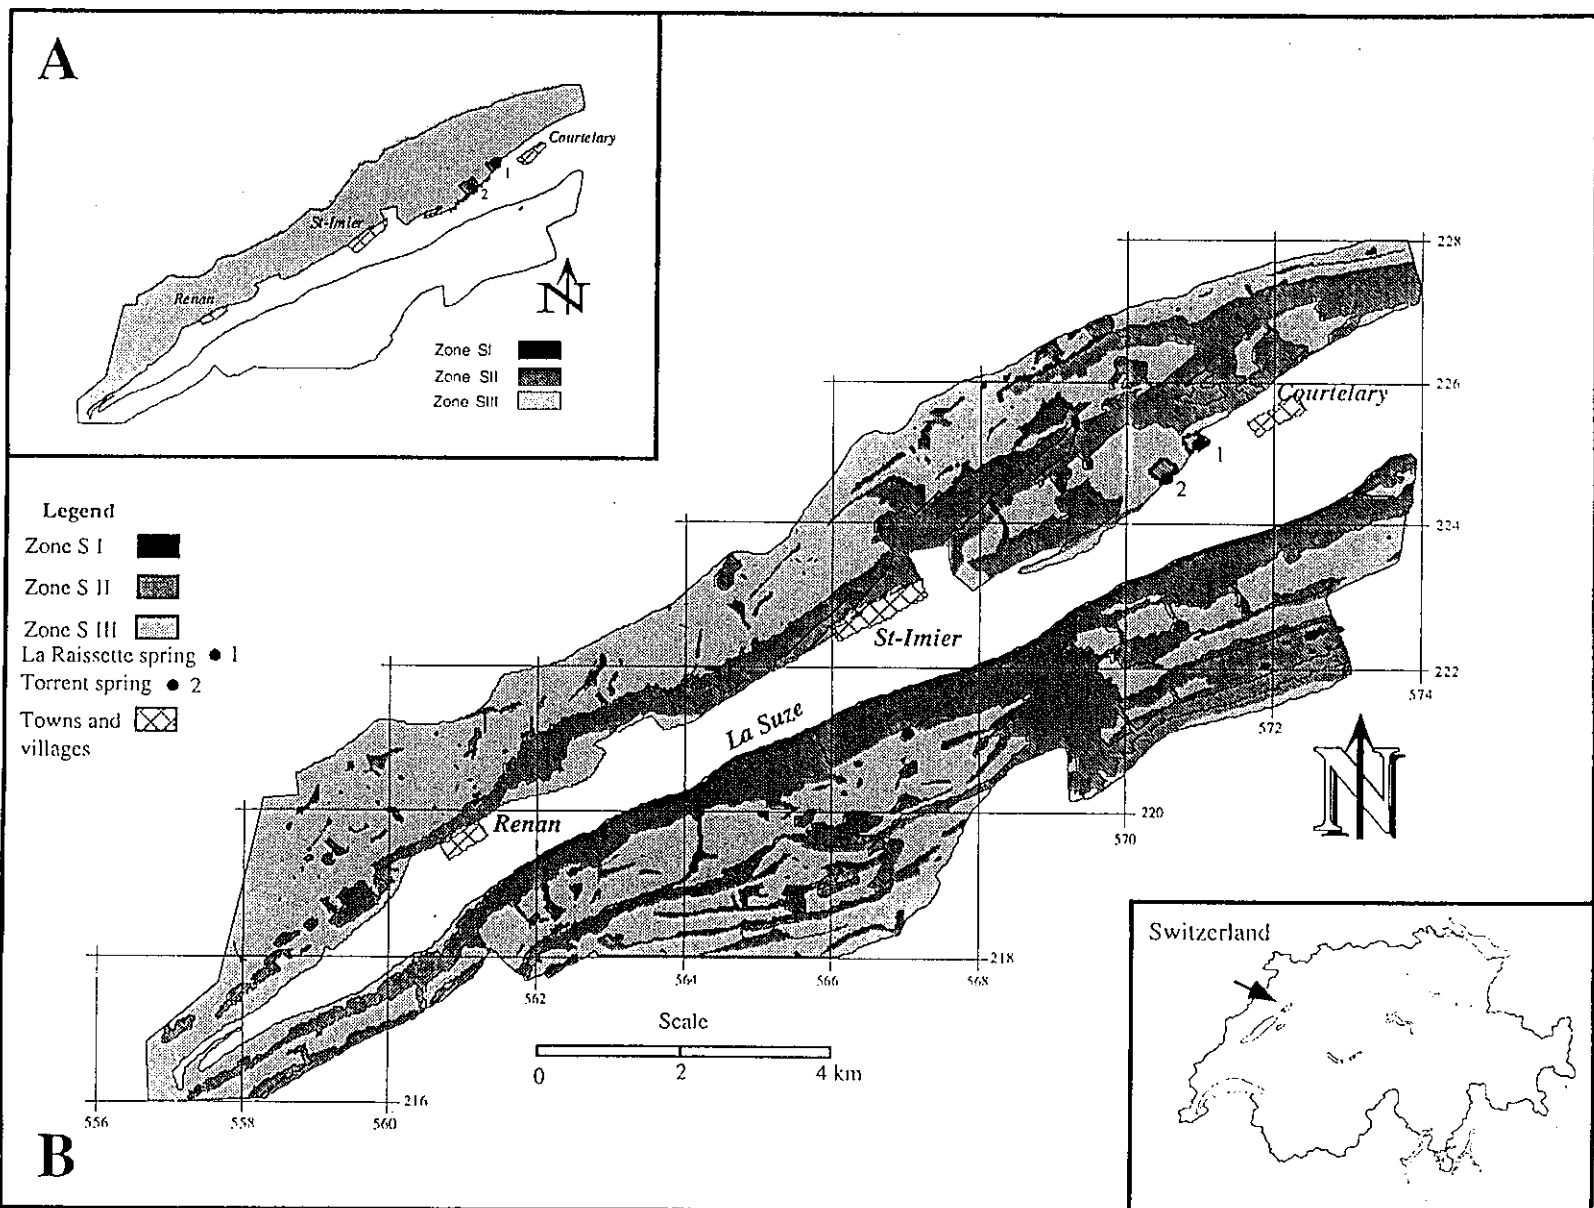 A
Courtelary
1
2
St-Imier
Renan
N
Zone SI
Zone SII
Zone SIII
228
226
Courtelary
1
2
Legend
Zone S I
Zone S II
Zone S III
La Raissette spring 1
Torrent spring 2
Towns and
villages
224
St-Imier
222
574
La Suze
572
N
Renan
220
570
218
562
564
566
568
Switzerland
Scale
0
2
4 km
216
556
558
560
B